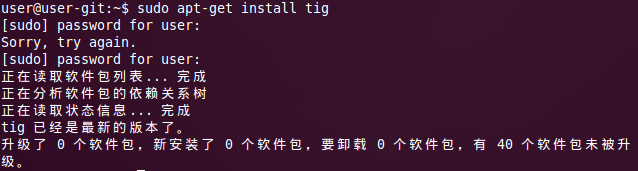 user@user-git:~$ sudo apt-get install tig
[sudo] password for user:
Sorry, try again.
[sudo] password for user:
正在读取软件包列表... 完成
正在分析软件包的依赖关系树
正在读取状态信息... 完成
tig 已经是最新的版本了。
升级了 0 个软件包，新安装了 0 个软件包，要卸载 0 个软件包，有 40 个软件包未被升
级。